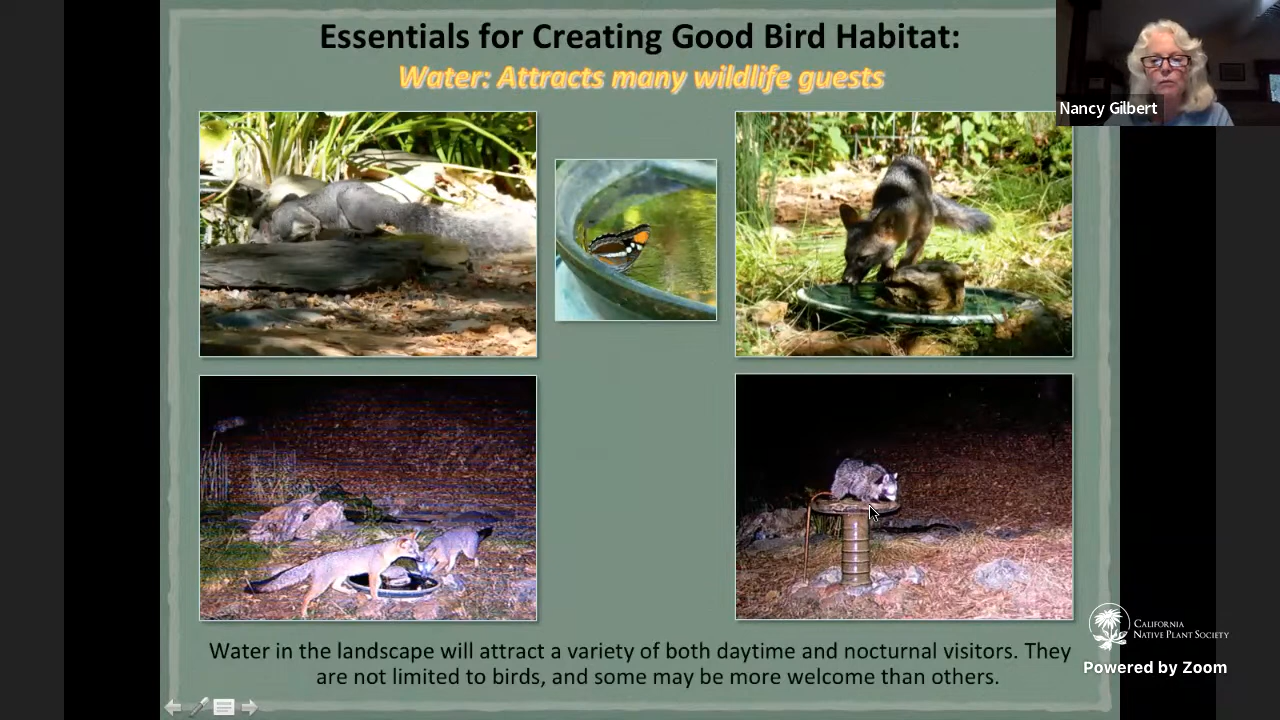 Essentials for Creating Good Bird Habitat:
Water: Attracts many wildlife guests
Nancy Gilbert
Water in the landscape will attract a variety of both daytime and nocturnal visitors. They
are not limited to birds, and some may be more welcome than others.
CALIFORNIA
NATIVE PLANT SOCIETY
Powered by Zoom